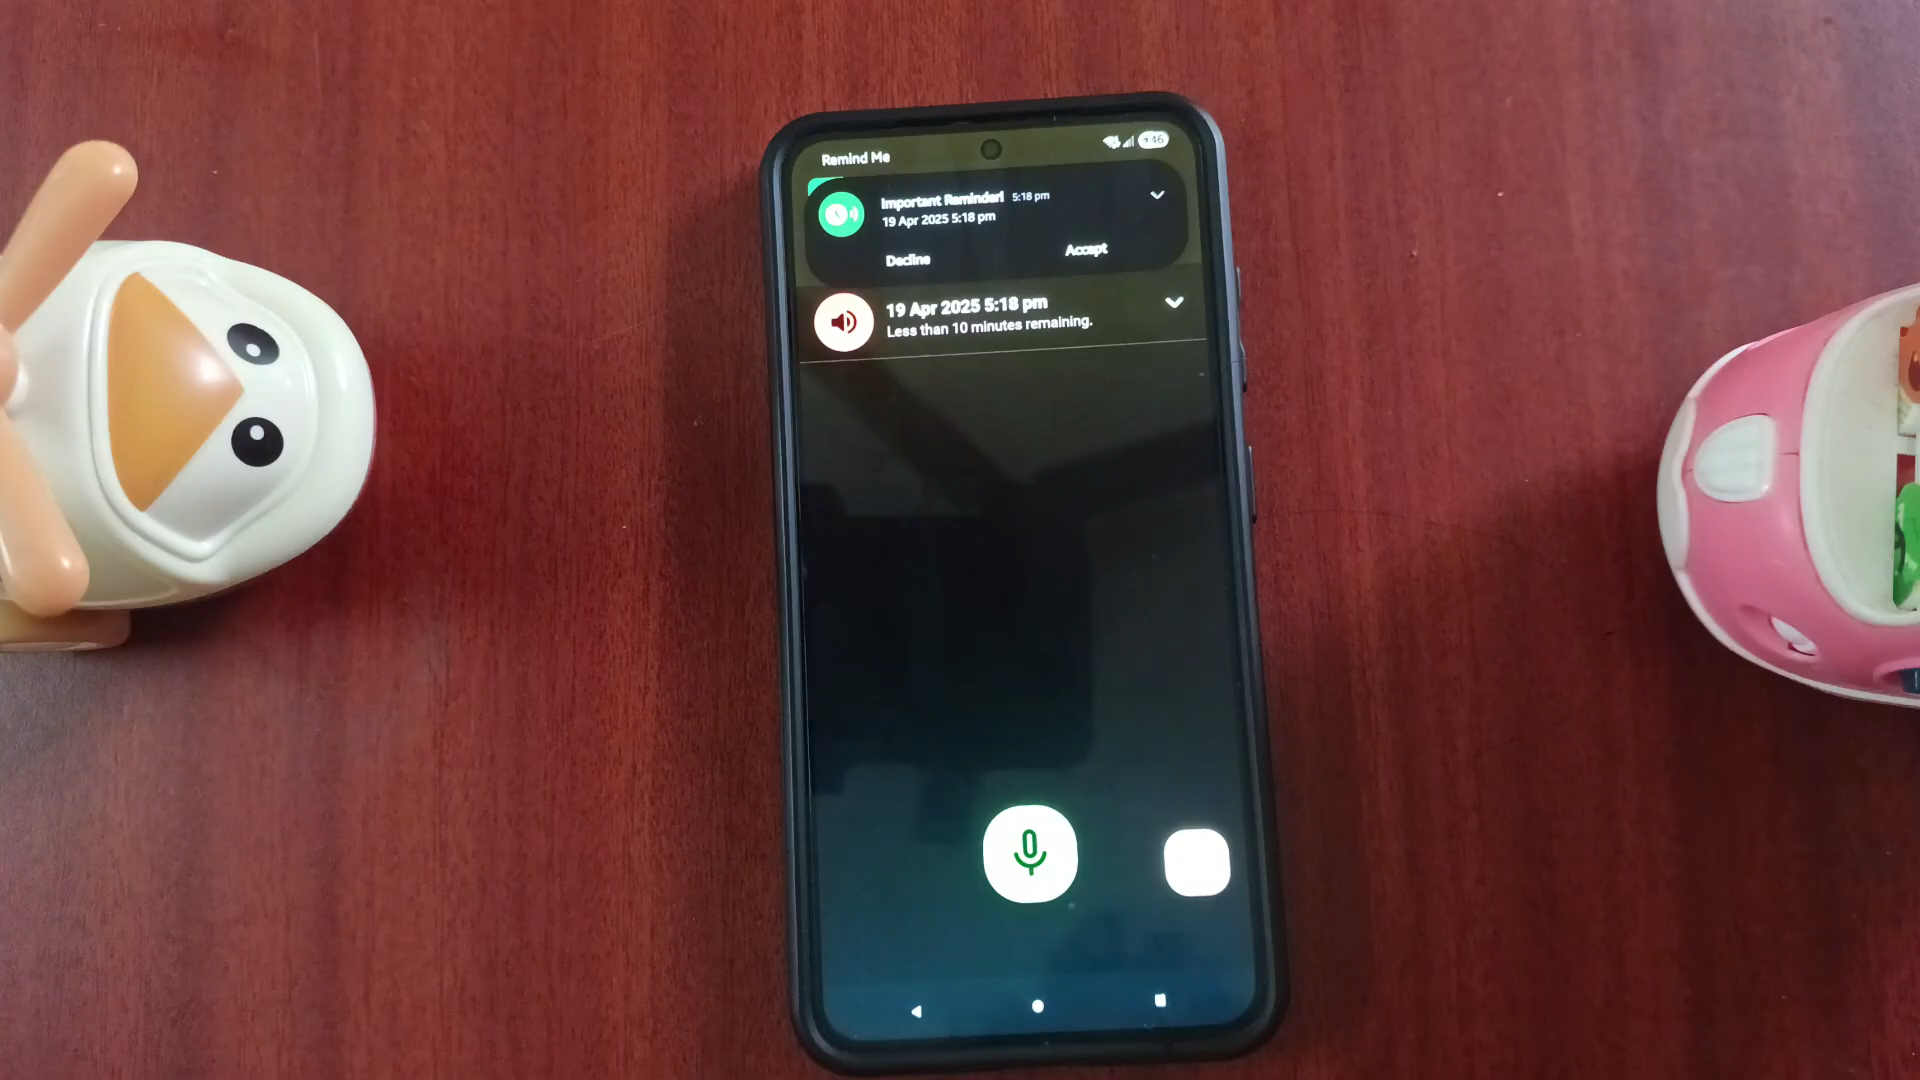 Remind Me
46
Important Reminder! 5:18 pm
19 Apr 2025 5:18 pm
Decline
Accept
19 Apr 2025 5:18 pm
Less than 10 minutes remaining.